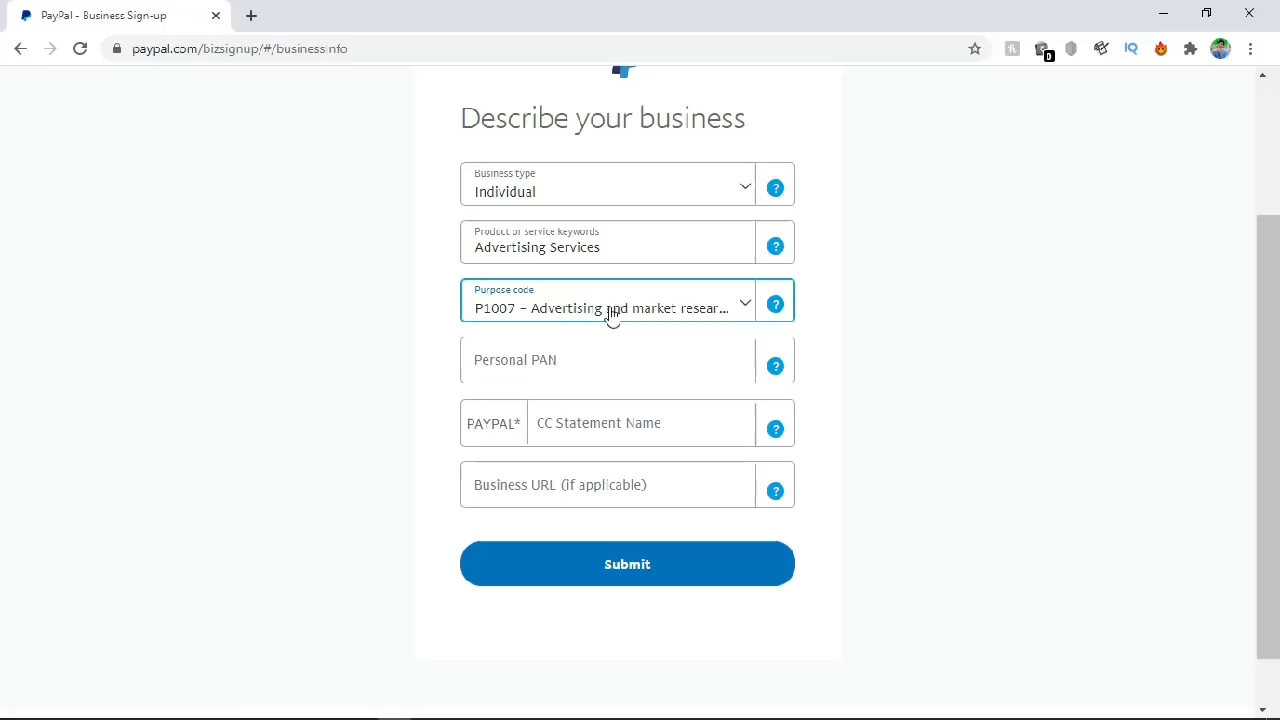 PayPal - Business Sign-up
paypal.com/bizsignup/#/businessinfo
0
IQ
Describe your business
Business type
Individual
?
Product or service keywords
Advertising Services
?
Purpose code
P1007 – Advertising and market resear...
?
Personal PAN
?
PAYPAL*
CC Statement Name
?
Business URL (if applicable)
?
Submit